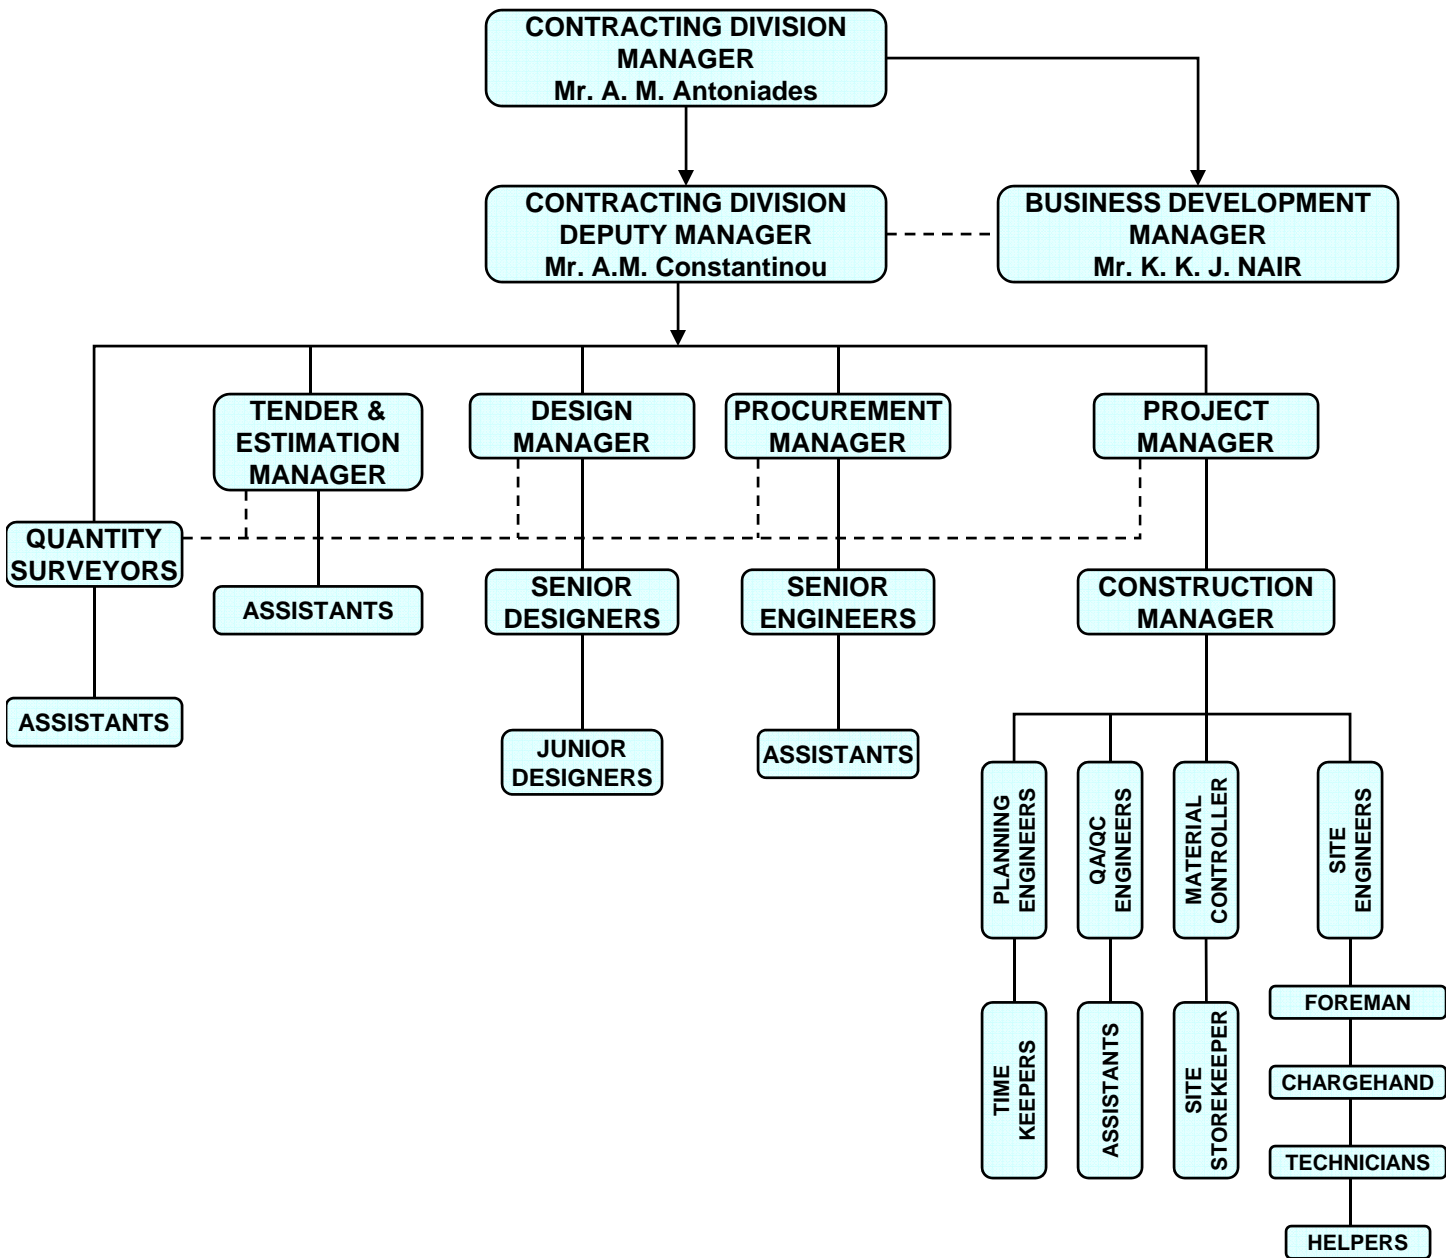 CONTRACTING DIVISION
MANAGER
Mr. A. M. Antoniades
CONTRACTING DIVISION
DEPUTY MANAGER
Mr. A.M. Constantinou
BUSINESS DEVELOPMENT
MANAGER
Mr. K. K. J. NAIR
TENDER &
ESTIMATION
MANAGER
DESIGN
MANAGER
PROCUREMENT
MANAGER
PROJECT
MANAGER
QUANTITY
SURVEYORS
ASSISTANTS
SENIOR
DESIGNERS
SENIOR
ENGINEERS
CONSTRUCTION
MANAGER
ASSISTANTS
JUNIOR
DESIGNERS
ASSISTANTS
PLANNING
ENGINEERS
QA/QC
ENGINEERS
MATERIAL
CONTROLLER
SITE
ENGINEERS
TIME
KEEPERS
ASSISTANTS
SITE
STOREKEEPER
FOREMAN
CHARGEHAND
TECHNICIANS
HELPERS